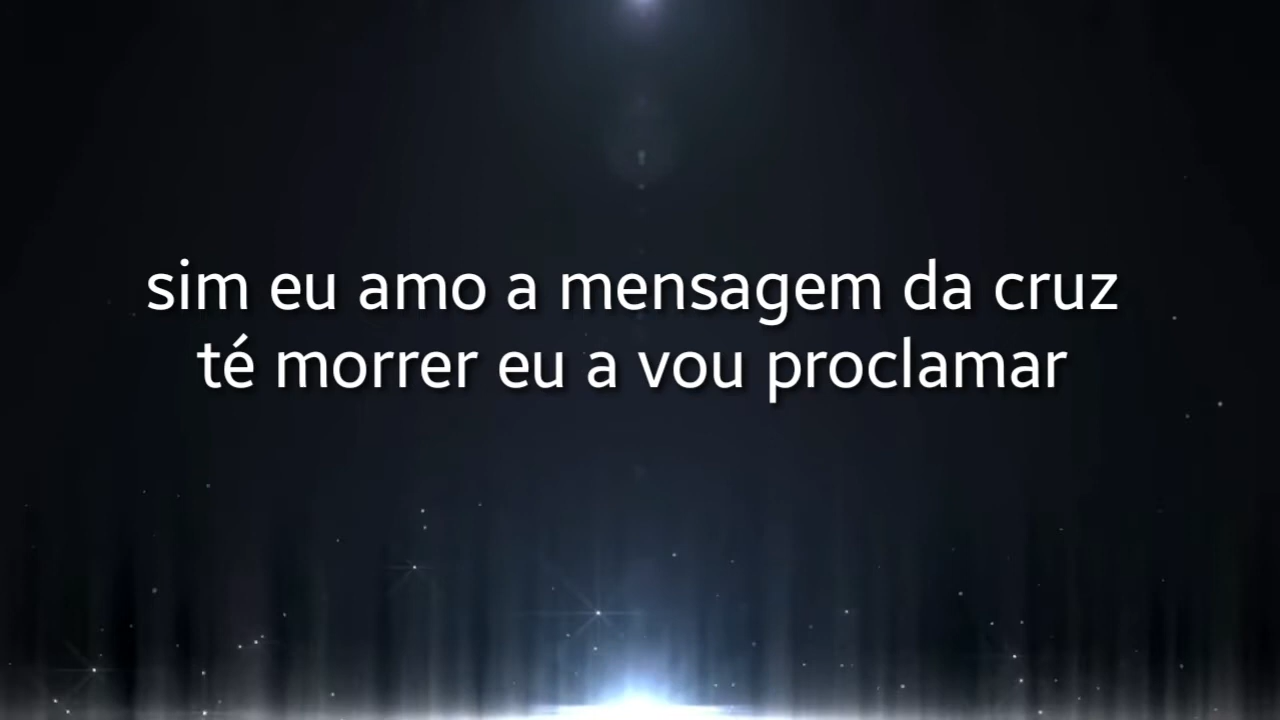 sim eu amo a mensagem da cruz
té morrer eu a vou proclamar